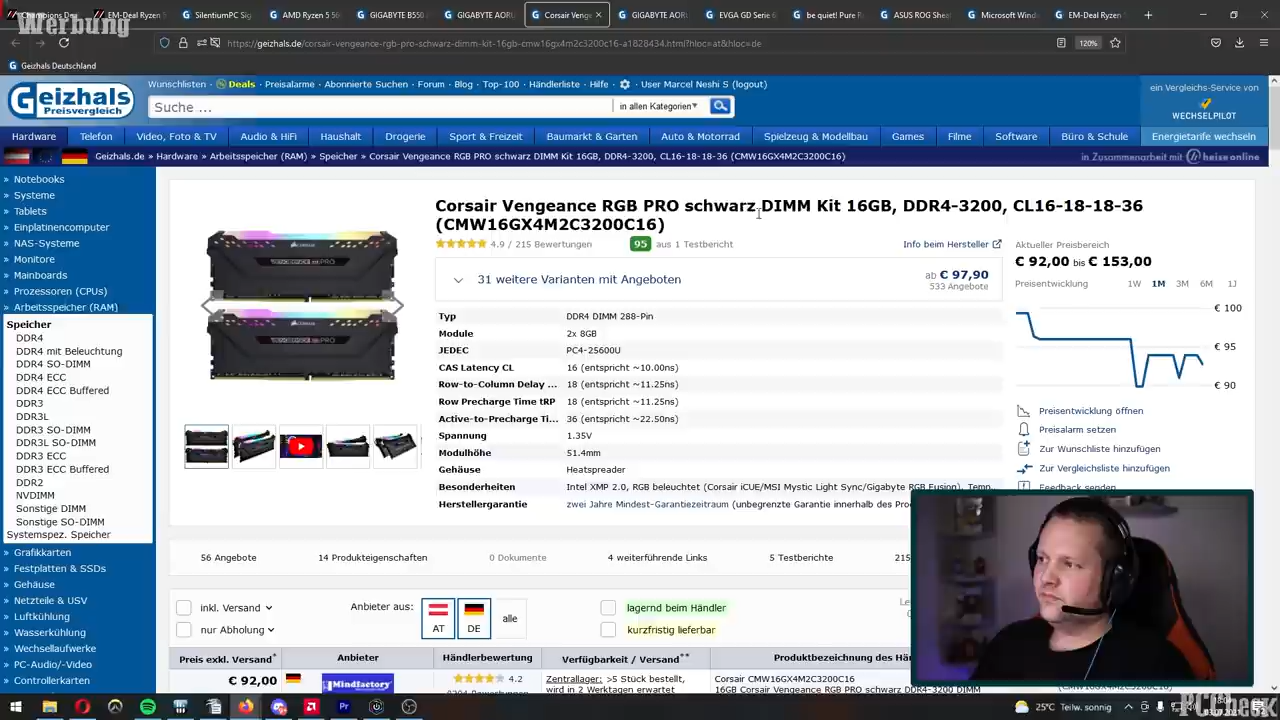 Werbung
EM-Deal Ryzen
SilentiumPC Sig
AMD Ryzen 5 56
GIGABYTE B550
Corsair Venge
GIGABYTE AORU
EVGA GD Serie 6
be quiet! Pure R
ASUS ROG Sheat
Microsoft Windo
EM-Deal Ryzen
https://geizhals.de/corsair-vengeance-rgb-pro-schwarz-dimm-kit-16gb-cmw16gx4m2c3200c16-a1828434.html?hloc=at&hloc=de
120%
Geizhals Deutschland
Geizhals
Preisvergleich
Wunschlisten · Deals · Preisalarme · Abonnierte Suchen · Forum · Blog · Top-100 · Händlerliste · Hilfe · User Marcel Neshi S (logout)
Suche ...
in allen Kategorien
ein Vergleichs-Service von
WECHSELPILOT
Hardware
Telefon
Video, Foto & TV
Audio & HiFi
Haushalt
Drogerie
Sport & Freizeit
Baumarkt & Garten
Auto & Motorrad
Spielzeug & Modellbau
Games
Filme
Software
Büro & Schule
Energietarife wechseln
Geizhals.de » Hardware » Arbeitsspeicher (RAM) » Speicher » Corsair Vengeance RGB PRO schwarz DIMM Kit 16GB, DDR4-3200, CL16-18-18-36 (CMW16GX4M2C3200C16)
in Zusammenarbeit mit heise online
» Notebooks
» Systeme
» Tablets
» Einplatinencomputer
» NAS-Systeme
» Monitore
» Mainboards
» Prozessoren (CPUs)
» Arbeitsspeicher (RAM)
Speicher
DDR4
DDR4 mit Beleuchtung
DDR4 SO-DIMM
DDR4 ECC
DDR4 ECC Buffered
DDR3
DDR3L
DDR3 SO-DIMM
DDR3L SO-DIMM
DDR3 ECC
DDR3 ECC Buffered
DDR2
NVDIMM
Sonstige DIMM
Sonstige SO-DIMM
Systemspez. Speicher
» Grafikkarten
» Festplatten & SSDs
» Gehäuse
» Netzteile & USV
» Luftkühlung
» Wasserkühlung
» Wechsellaufwerke
» PC-Audio/-Video
» Controllerkarten
Corsair Vengeance RGB PRO schwarz DIMM Kit 16GB, DDR4-3200, CL16-18-18-36
(CMW16GX4M2C3200C16)
4.9 / 215 Bewertungen
95 aus 1 Testbericht
Info beim Hersteller
31 weitere Varianten mit Angeboten
ab € 97,90
533 Angebote
Typ DDR4 DIMM 288-Pin
Module 2x 8GB
JEDEC PC4-25600U
CAS Latency CL 16 (entspricht ~10.00ns)
Row-to-Column Delay ... 18 (entspricht ~11.25ns)
Row Precharge Time tRP 18 (entspricht ~11.25ns)
Active-to-Precharge Ti... 36 (entspricht ~22.50ns)
Spannung 1.35V
Modulhöhe 51.4mm
Gehäuse Heatspreader
Besonderheiten Intel XMP 2.0, RGB beleuchtet (Corsair iCUE/MSI Mystic Light Sync/Gigabyte RGB Fusion), Temp...
Herstellergarantie zwei Jahre Mindest-Garantiezeitraum (unbegrenzte Garantie innerhalb des
Aktueller Preisbereich
€ 92,00 bis € 153,00
Preisentwicklung 1W 1M 3M 6M 1J
€ 100
€ 95
€ 90
Preisentwicklung öffnen
Preisalarm setzen
Zur Wunschliste hinzufügen
Zur Vergleichsliste hinzufügen
Feedback senden
56 Angebote
14 Produkteigenschaften
0 Dokumente
4 weiterführende Links
5 Testberichte
215
inkl. Versand
nur Abholung
Anbieter aus:
AT
DE
alle
lagernd beim Händler
kurzfristig lieferbar
Preis exkl. Versand*
Anbieter
Händlerbewertung
Verfügbarkeit / Versand**
Produktbezeichnung des Hä
€ 92,00
Mindfactory
4.2
Zentrallager: >5 Stück bestellt,
wird in 2 Werktagen erwartet
Corsair CMW16GX4M2C3200C16
16GB Corsair Vengeance RGB PRO schwarz DDR4-3200 DIMM
25°C Teilw. sonnig